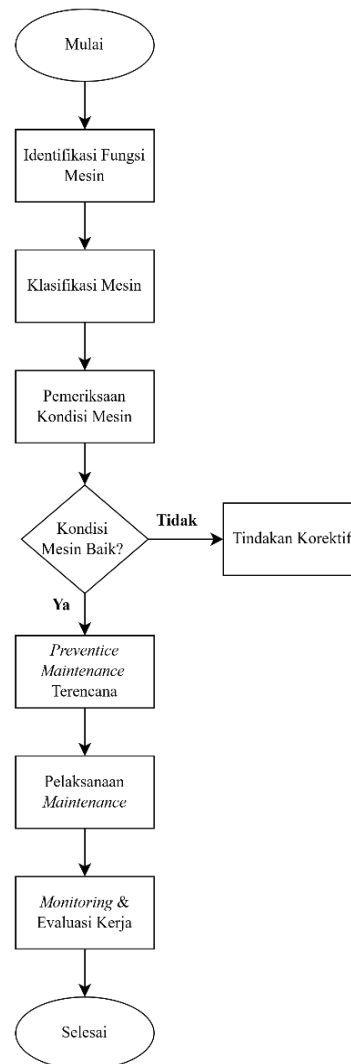 Mulai
Identifikasi Fungsi
Mesin
Klasifikasi Mesin
Pemeriksaan
Kondisi Mesin
Kondisi
Mesin Baik?
Tidak
Tindakan Korektif
Ya
Preventice
Maintenance
Terencana
Pelaksanaan
Maintenance
Monitoring &
Evaluasi Kerja
Selesai